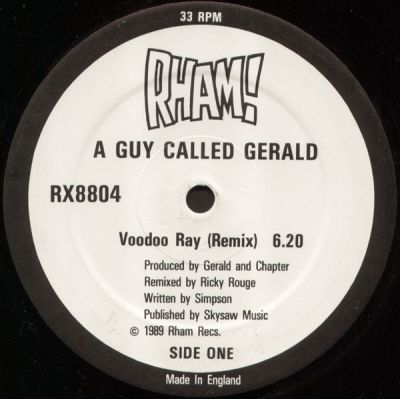 33 RPM
RHAM!
A GUY CALLED GERALD
RX8804
Voodoo Ray (Remix) 6.20
Produced by Gerald and Chapter
Remixed by Ricky Rouge
Written by Simpson
Published by Skysaw Music
© 1989 Rham Recs.
SIDE ONE
Made In England